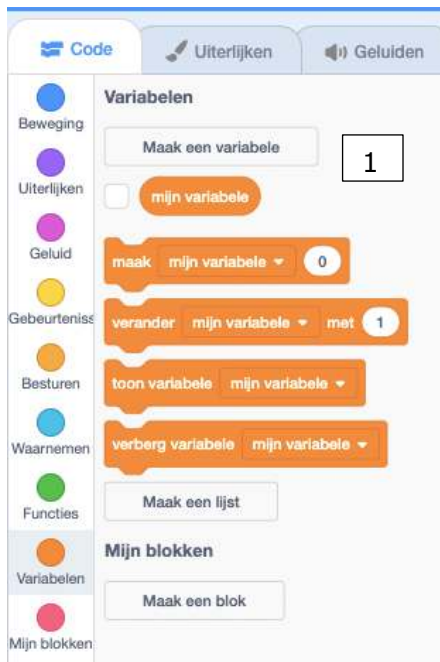 Code Uiterlijken Geluiden
Beweging
Uiterlijken
Geluid
Gebeurteniss
Besturen
Waarnemen
Functies
Variabelen
Mijn blokken
Variabelen
Maak een variabele
1
mijn variabele
maak mijn variabele 0
verander mijn variabele met 1
toon variabele mijn variabele
verberg variabele mijn variabele
Maak een lijst
Mijn blokken
Maak een blok